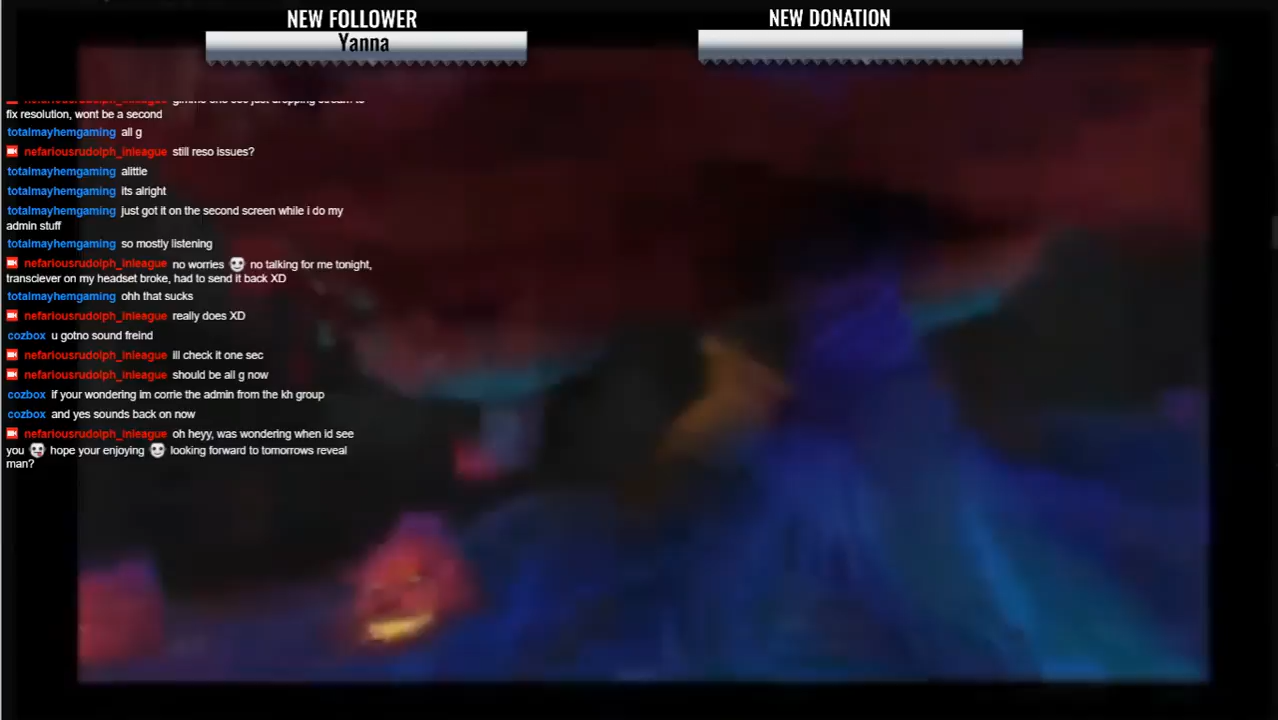 NEW FOLLOWER
NEW DONATION
Yanna
fix resolution, wont be a second
totalmayhemgaming all g
nefariousrudolph_inleague still reso issues?
totalmayhemgaming alittle
totalmayhemgaming its alright
totalmayhemgaming just got it on the second screen while i do my
admin stuff
totalmayhemgaming so mostly listening
nefariousrudolph_inleague no worries no talking for me tonight,
transciever on my headset broke, had to send it back XD
totalmayhemgaming ohh that sucks
nefariousrudolph_inleague really does XD
cozbox u gotno sound freind
nefariousrudolph_inleague ill check it one sec
nefariousrudolph_inleague should be all g now
cozbox if your wondering im corrie the admin from the kh group
cozbox and yes sounds back on now
nefariousrudolph_inleague oh heyy, was wondering when id see
you hope your enjoying looking forward to tomorrows reveal
man?